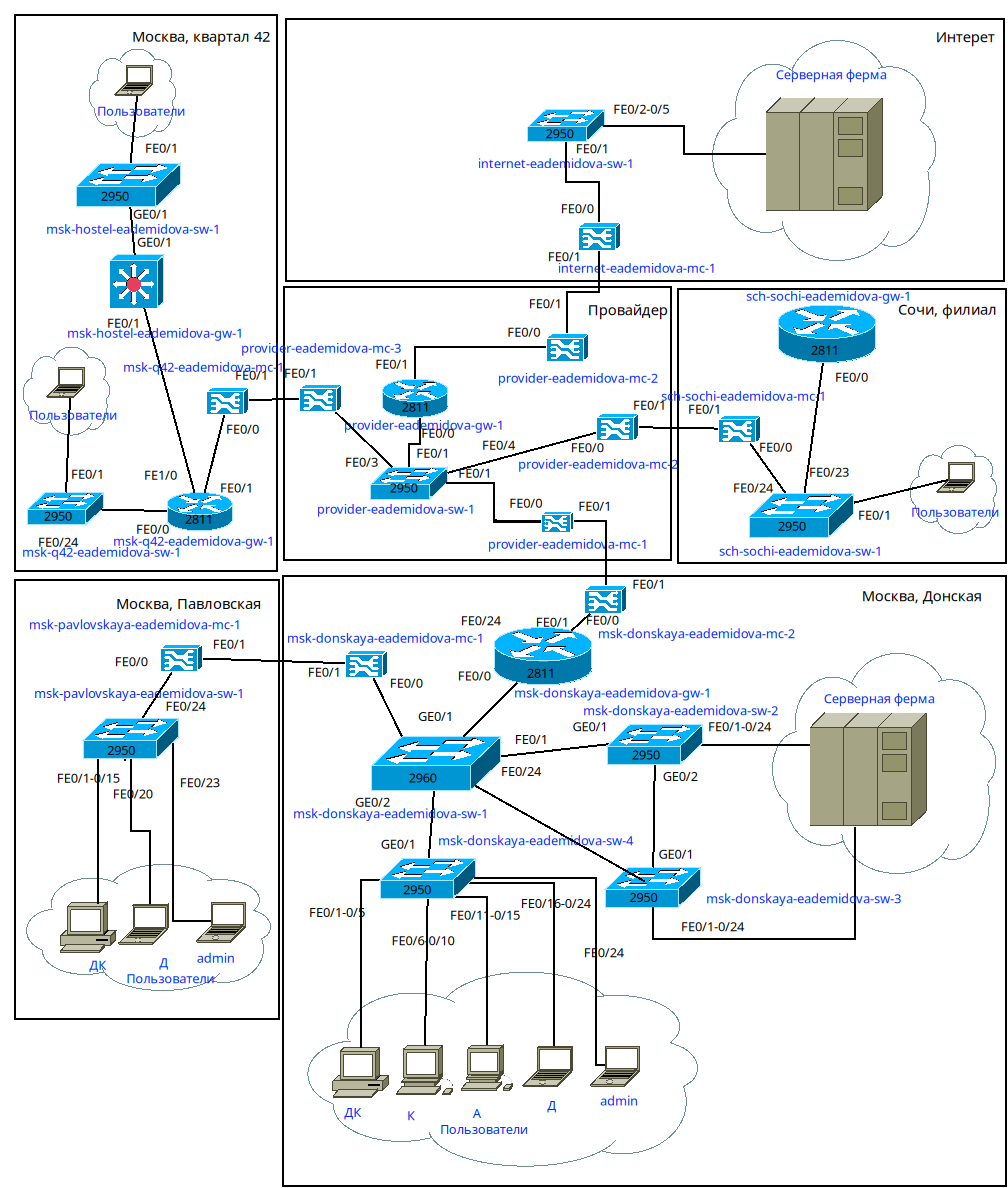 Москва, квартал 42
Пользователи
FE0/1
2950
GE0/1
msk-hostel-eademidova-sw-1
GE0/1
FE0/1
msk-hostel-eademidova-gw-1
msk-q42-eademidova-mc-1
FE0/1
FE0/0
Пользователи
FE0/1
FE1/0
FE0/1
2950
2811
FE0/0
FE0/24
msk-q42-eademidova-gw-1
msk-q42-eademidova-sw-1
Интерет
Серверная ферма
FE0/2-0/5
2950
FE0/1
internet-eademidova-sw-1
FE0/0
FE0/1
internet-eademidova-mc-1
Провайдер
FE0/1
FE0/0
provider-eademidova-mc-3
FE0/1
FE0/1
provider-eademidova-mc-2
2811
provider-eademidova-gw-1
FE0/0
FE0/1
FE0/4
FE0/1
FE0/0
FE0/3
FE0/1
provider-eademidova-mc-2
2950
provider-eademidova-sw-1
FE0/0
FE0/1
provider-eademidova-mc-1
sch-sochi-eademidova-gw-1
Сочи, филиал
2811
FE0/0
sch-sochi-eademidova-mc-1
FE0/1
FE0/0
FE0/23
FE0/24
2950
FE0/1
Пользователи
sch-sochi-eademidova-sw-1
Москва, Павловская
msk-pavlovskaya-eademidova-mc-1
FE0/1
FE0/0
msk-pavlovskaya-eademidova-sw-1
FE0/24
2950
FE0/1-0/15
FE0/20
FE0/23
ДК
Д
admin
Пользователи
Москва, Донская
FE0/1
FE0/24
FE0/1
FE0/0
msk-donskaya-eademidova-mc-2
msk-donskaya-eademidova-mc-1
FE0/1
FE0/0
FE0/0
2811
msk-donskaya-eademidova-gw-1
msk-donskaya-eademidova-sw-2
GE0/1
FE0/1
GE0/1
FE0/1-0/24
2950
Серверная ферма
2960
FE0/24
GE0/2
GE0/2
msk-donskaya-eademidova-sw-1
GE0/1
msk-donskaya-eademidova-sw-4
GE0/1
2950
2950
msk-donskaya-eademidova-sw-3
FE0/1-0/5
FE0/11-0/15
FE0/16-0/24
FE0/1-0/24
FE0/6-0/10
FE0/24
ДК
К
А
Д
admin
Пользователи